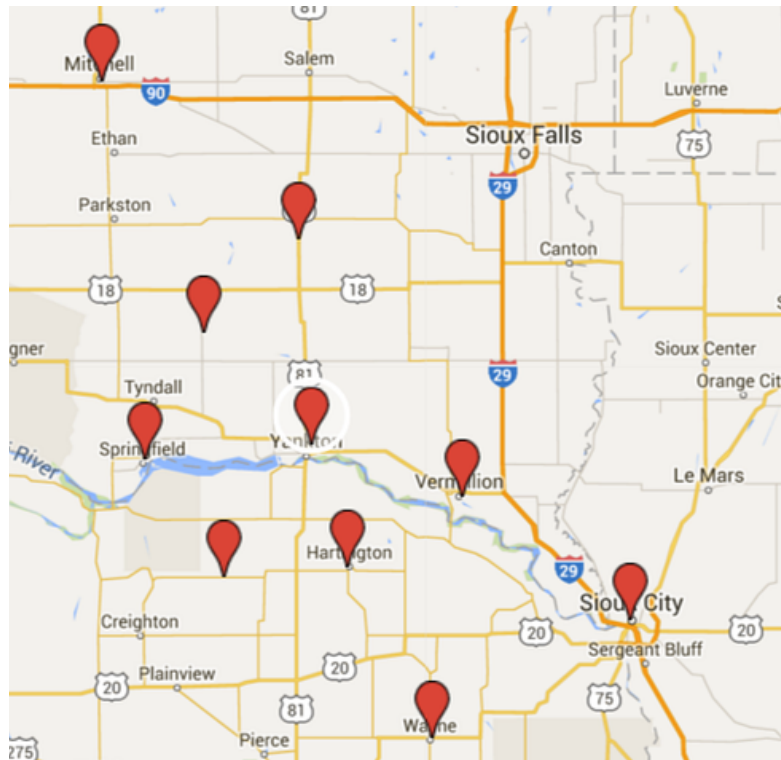 81
Mitchell
Salem
90
Luverne
Ethan
Sioux Falls
75
29
Parkston
Canton
18
18
gner
81
29
Sioux Center
Tyndall
Orange Cit
Springfield
Yankton
River
Vermillion
Le Mars
Hartington
29
Sioux City
Creighton
20
20
Sergeant Bluff
Plainview
20
20
75
81
Wayne
Pierce
275